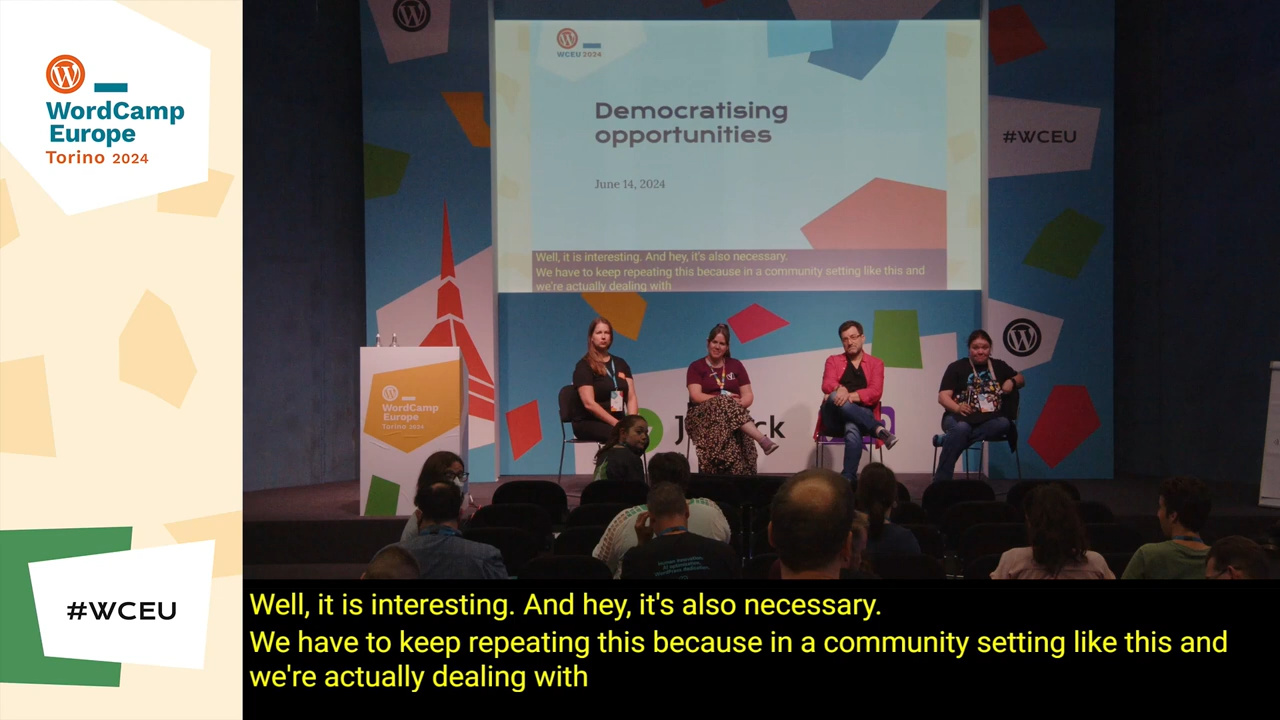 WordCamp
Europe
Torino 2024
#WCEU
WCEU 2024
Democratising
opportunities
June 14, 2024
Well, it is interesting. And hey, it's also necessary.
We have to keep repeating this because in a community setting like this and
we're actually dealing with
#WCEU
WordCamp
Europe
Torino 2024
Well, it is interesting. And hey, it's also necessary.
We have to keep repeating this because in a community setting like this and
we're actually dealing with